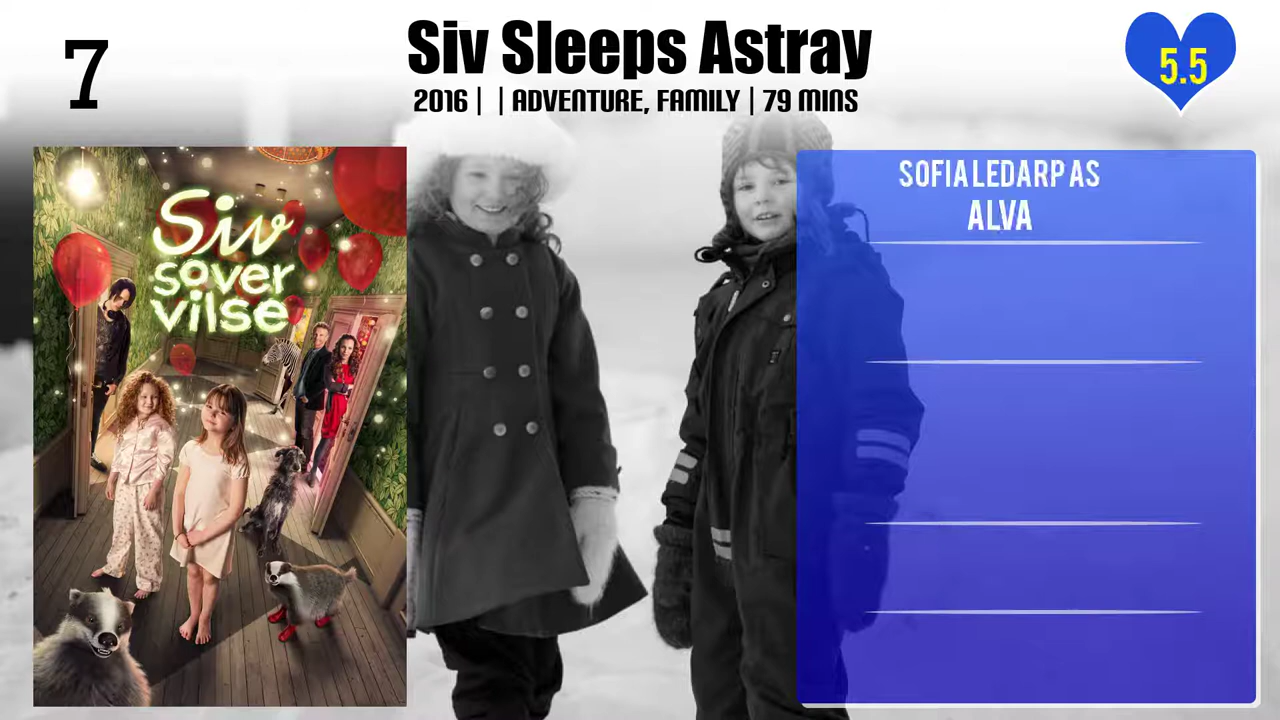 7
Siv Sleeps Astray
2016 | | ADVENTURE, FAMILY | 79 MINS
5.5
Siv
sover
vilse
SOFIA LEDARP AS
ALVA